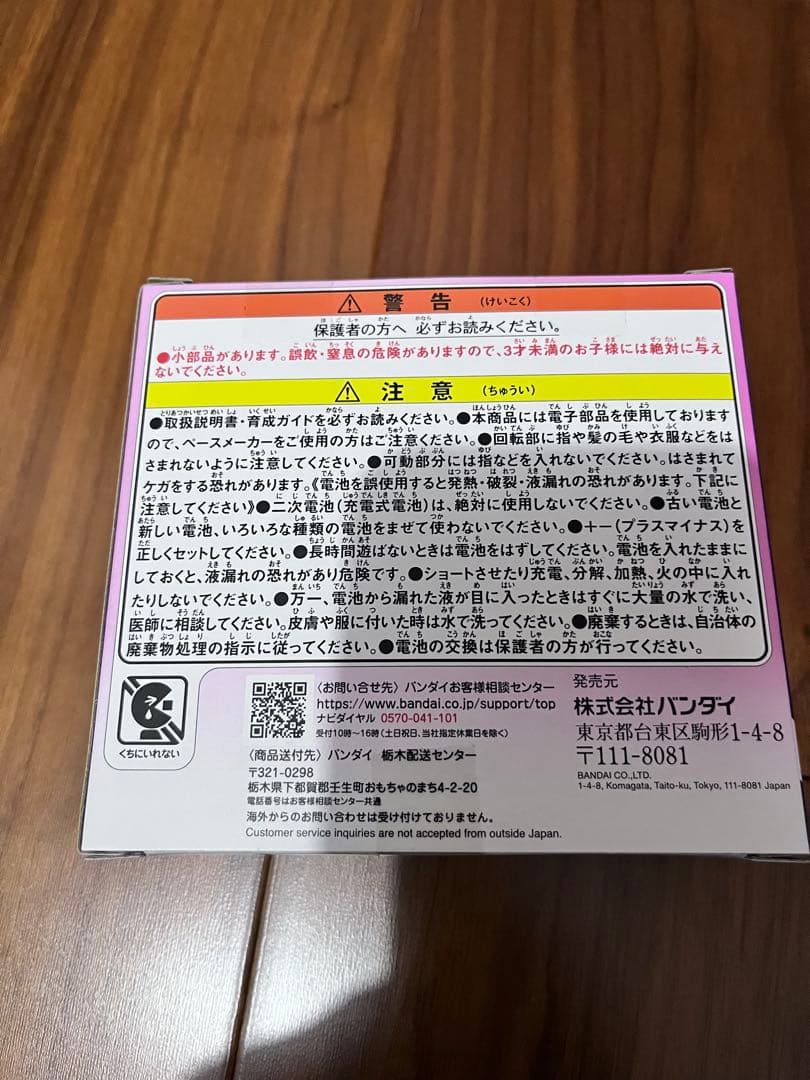 ⚠ 警告 (けいこく)
保護者の方へ 必ずお読みください。
●小部品があります。誤飲・窒息の危険がありますので、3才未満のお子様には絶対に与え
ないでください。
⚠ 注意 (ちゅうい)
●取扱説明書・育成ガイドを必ずお読みください。●本商品には電子部品を使用しております
ので、ペースメーカーをご使用の方はご注意ください。●回転部に指や髪の毛や衣服などをは
さまれないように注意してください。●可動部分には指などを入れないでください。はさまれて
ケガをする恐れがあります。《電池を誤使用すると発熱・破裂・液漏れの恐れがあります。下記に
注意してください》●二次電池(充電式電池)は、絶対に使用しないでください。●古い電池と
新しい電池、いろいろな種類の電池をまぜて使わないでください。●+−(プラスマイナス)を
正しくセットしてください。●長時間遊ばないときは電池をはずしてください。電池を入れたままに
しておくと、液漏れの恐れがあり危険です。●ショートさせたり充電、分解、加熱、火の中に入れ
たりしないでください。●万一、電池から漏れた液が目に入ったときはすぐに大量の水で洗い、
医師に相談してください。皮膚や服に付いた時は水で洗ってください。●廃棄するときは、自治体の
廃棄物処理の指示に従ってください。●電池の交換は保護者の方が行ってください。
くちにいれない
〈お問い合せ先〉バンダイお客様相談センター
https://www.bandai.co.jp/support/top
ナビダイヤル 0570-041-101
受付10時〜16時(土日祝日、当社指定休業日を除く)
〈商品送付先〉バンダイ 栃木配送センター
〒321-0298
栃木県下都賀郡壬生町おもちゃのまち4-2-20
電話番号はお客様相談センター共通
海外からのお問い合わせは受け付けておりません。
Customer service inquiries are not accepted from outside Japan.
発売元
株式会社バンダイ
東京都台東区駒形1-4-8
〒111-8081
BANDAI CO.,LTD.
1-4-8, Komagata, Taito-ku, Tokyo, 111-8081 Japan